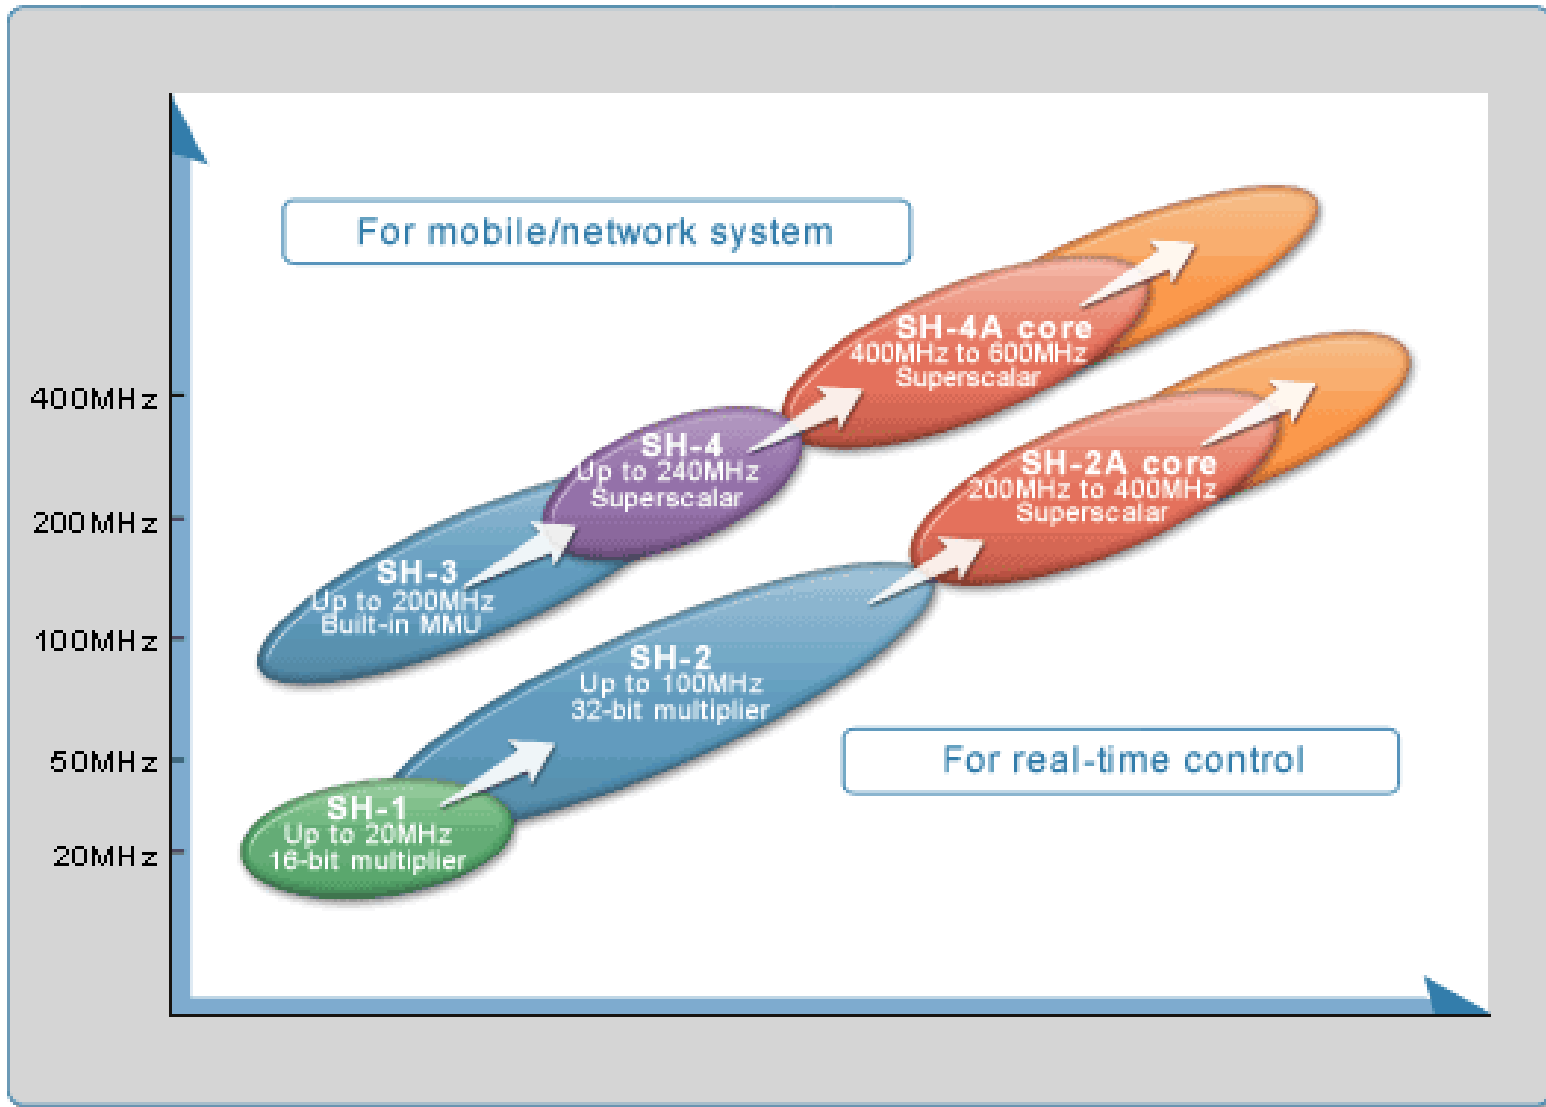 For mobile/network system
SH-4A core
400MHz to 600MHz
Superscalar
400MHz
SH-4
Up to 240MHz
Superscalar
SH-2A core
200MHz to 400MHz
Superscalar
200MHz
SH-3
Up to 200MHz
Built-in MMU
100MHz
SH-2
Up to 100MHz
32-bit multiplier
50MHz
For real-time control
SH-1
Up to 20MHz
16-bit multiplier
20MHz